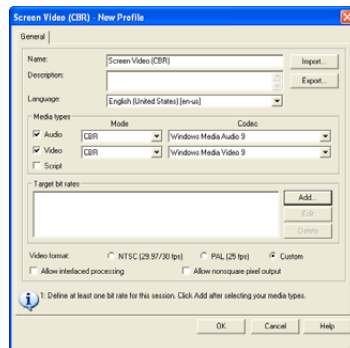 Screen Video (CBR) - New Profile
General
Name: Screen Video (CBR) Import...
Description: Export...
Language: English (United States) [en-us]
Media types Mode Codec
Audio CBR Windows Media Audio 9
Video CBR Windows Media Video 9
Script
Target bit rates
Add...
Edit
Delete
Video format: NTSC (29.97/30 fps) PAL (25 fps) Custom
Allow interlaced processing Allow nonsquare pixel output
1: Define at least one bit rate for this session. Click Add after selecting your media types.
OK Cancel Help